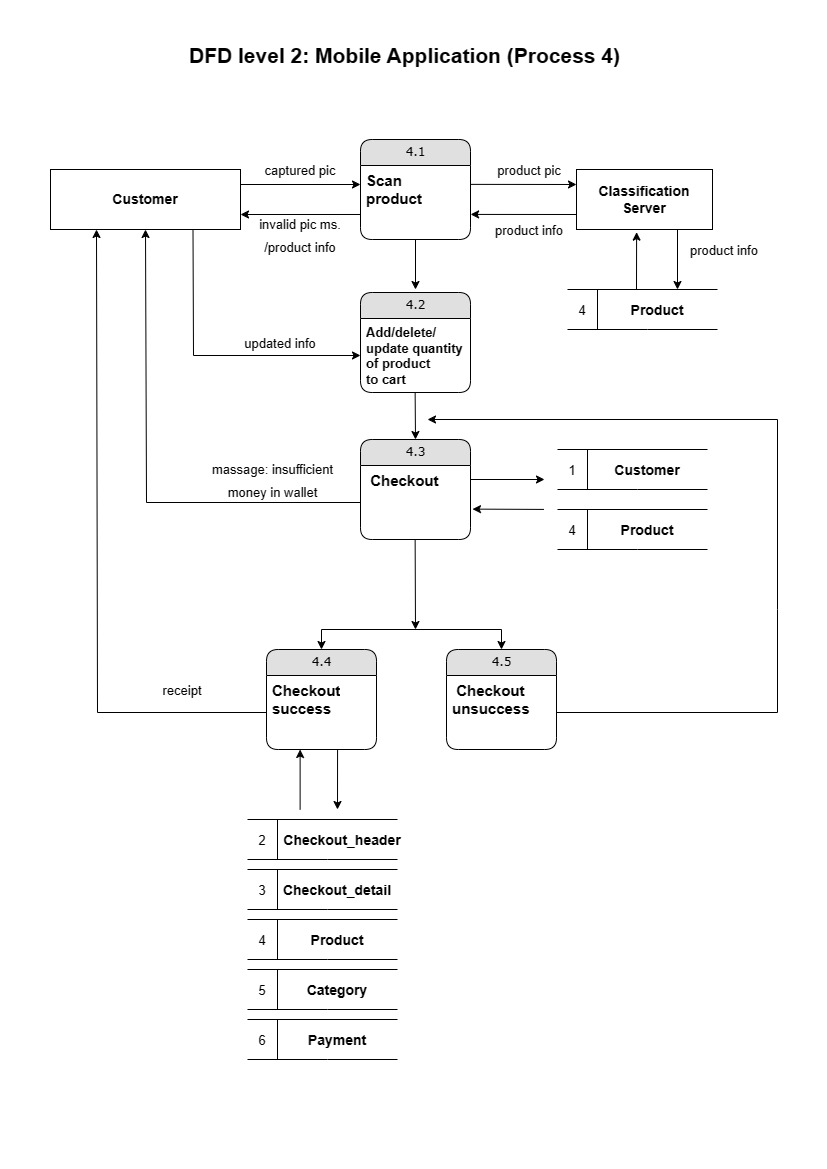 DFD level 2: Mobile Application (Process 4)
4.1
captured pic
product pic
Scan
product
Customer
Classification
Server
invalid pic ms.
/product info
product info
product info
4.2
4
Product
Add/delete/
update quantity
of product
to cart
updated info
4.3
massage: insufficient
money in wallet
Checkout
1
Customer
4
Product
4.4
4.5
receipt
Checkout
success
Checkout
unsuccess
2
Checkout_header
3
Checkout_detail
4
Product
5
Category
6
Payment